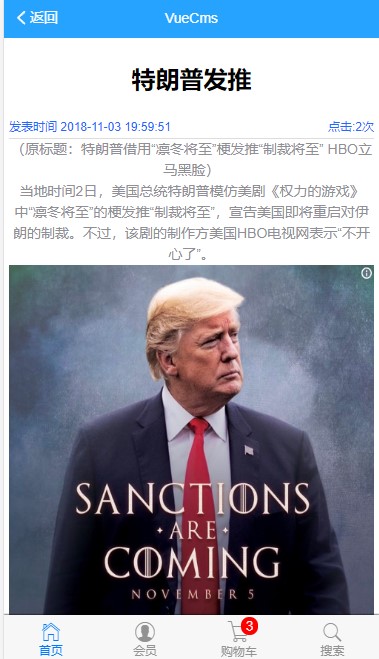 返回
VueCms
特朗普发推
发表时间 2018-11-03 19:59:51
点击:2次
（原标题：特朗普借用“凛冬将至”梗发推“制裁将至” HBO立
马黑脸）
当地时间2日，美国总统特朗普模仿美剧《权力的游戏》
中“凛冬将至”的梗发推“制裁将至”，宣告美国即将重启对伊
朗的制裁。不过，该剧的制作方美国HBO电视网表示“不开
心了”。
SANCTIONS
ARE
COMING
NOVEMBER 5
首页
会员
3
购物车
搜索